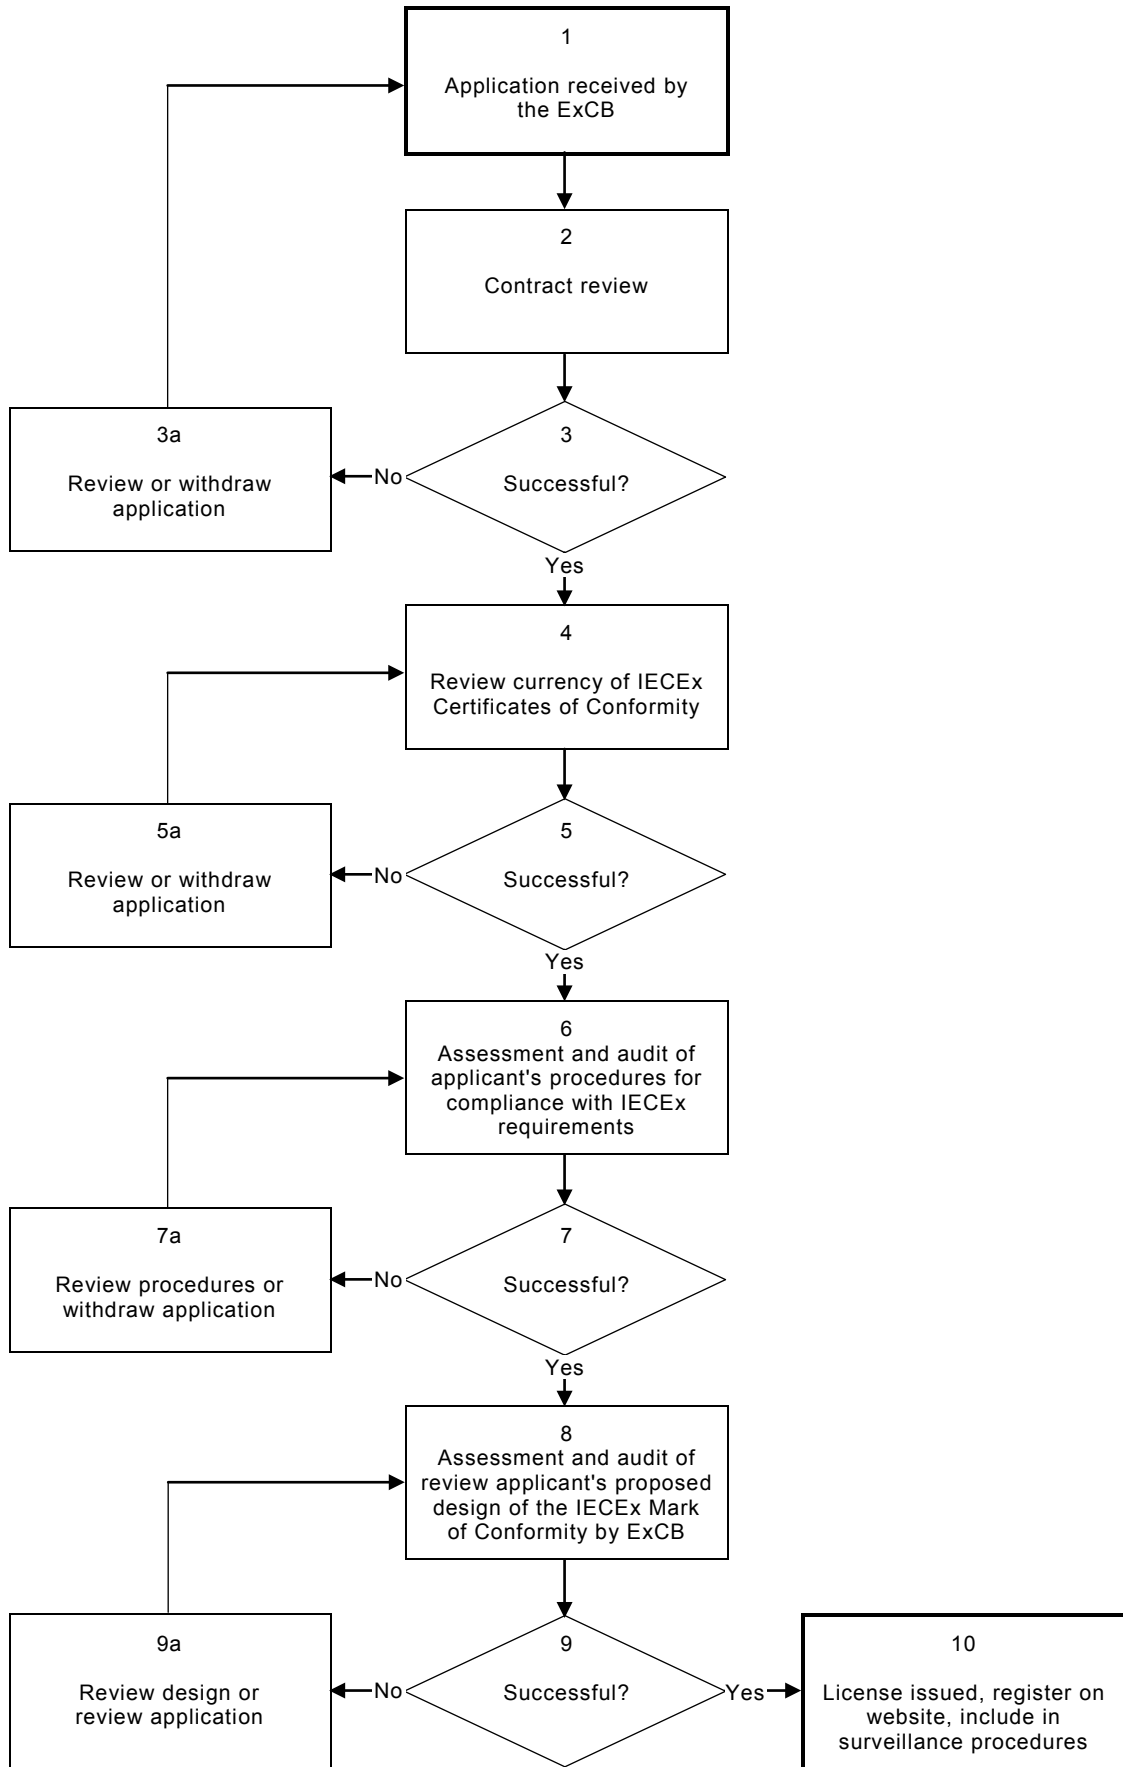 1
Application received by
the ExCB
2
Contract review
3
Successful?
No
3a
Review or withdraw
application
Yes
4
Review currency of IECEx
Certificates of Conformity
5
Successful?
No
5a
Review or withdraw
application
Yes
6
Assessment and audit of
applicant's procedures for
compliance with IECEx
requirements
7
Successful?
No
7a
Review procedures or
withdraw application
Yes
8
Assessment and audit of
review applicant's proposed
design of the IECEx Mark
of Conformity by ExCB
9
Successful?
No
9a
Review design or
review application
Yes
10
License issued, register on
website, include in
surveillance procedures